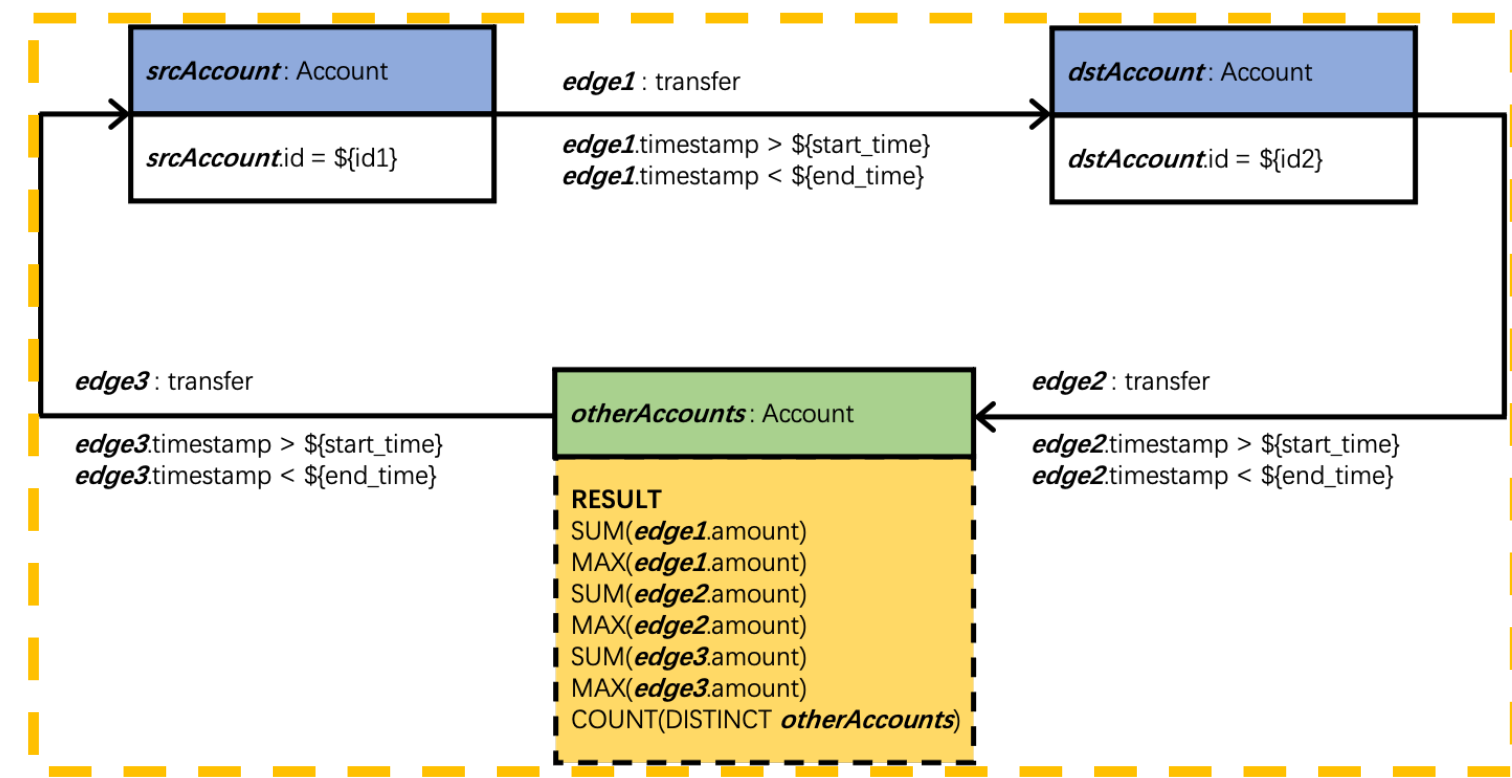 srcAccount : Account
srcAccount.id = ${id1}
edge1 : transfer
edge1.timestamp > ${start_time}
edge1.timestamp < ${end_time}
dstAccount : Account
dstAccount.id = ${id2}
edge3 : transfer
edge3.timestamp > ${start_time}
edge3.timestamp < ${end_time}
otherAccounts : Account
RESULT
SUM(edge1.amount)
MAX(edge1.amount)
SUM(edge2.amount)
MAX(edge2.amount)
SUM(edge3.amount)
MAX(edge3.amount)
COUNT(DISTINCT otherAccounts)
edge2 : transfer
edge2.timestamp > ${start_time}
edge2.timestamp < ${end_time}